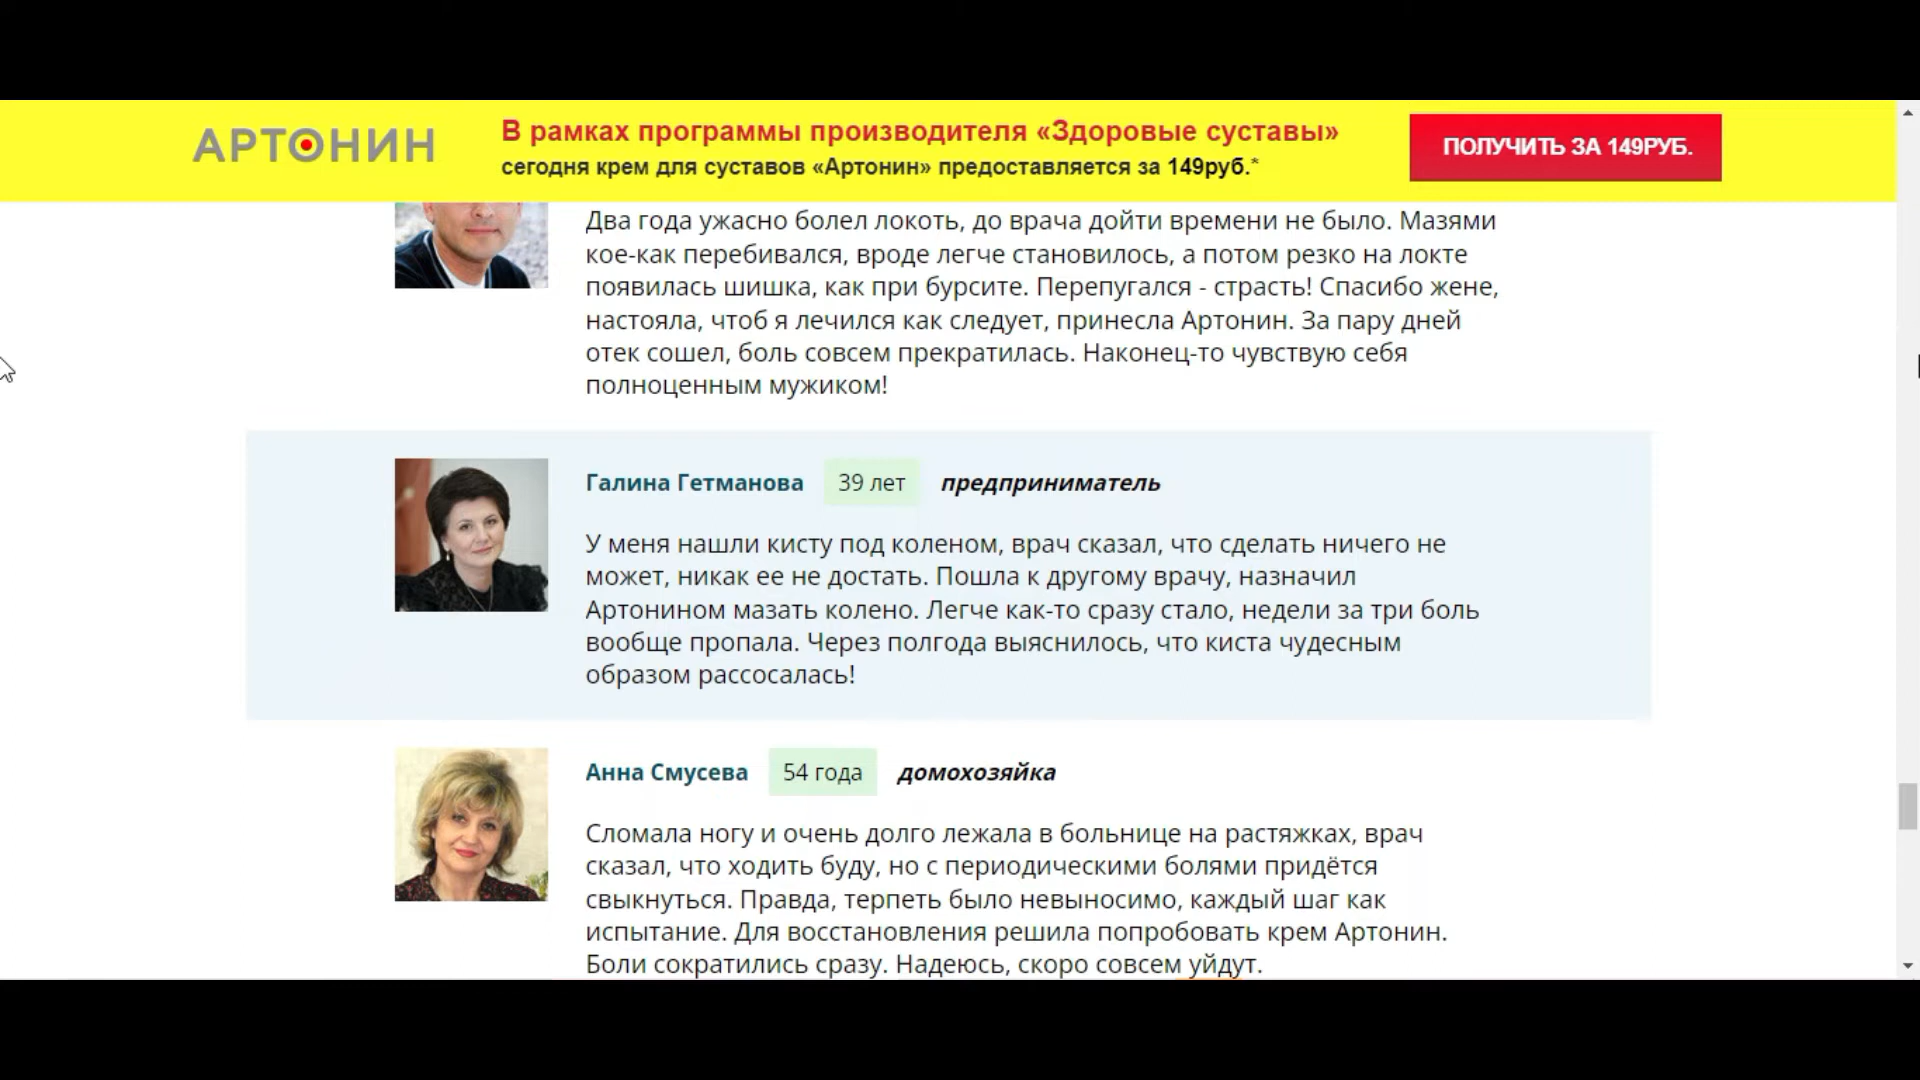 АРТОНИН
В рамках программы производителя «Здоровые суставы»
сегодня крем для суставов «Артонин» предоставляется за 149руб.*
ПОЛУЧИТЬ ЗА 149РУБ.
Два года ужасно болел локоть, до врача дойти времени не было. Мазями
кое-как перебивался, вроде легче становилось, а потом резко на локте
появилась шишка, как при бурсите. Перепугался - страсть! Спасибо жене,
настояла, чтоб я лечился как следует, принесла Артонин. За пару дней
отек сошел, боль совсем прекратилась. Наконец-то чувствую себя
полноценным мужиком!
Галина Гетманова 39 лет предприниматель
У меня нашли кисту под коленом, врач сказал, что сделать ничего не
может, никак ее не достать. Пошла к другому врачу, назначил
Артонином мазать колено. Легче как-то сразу стало, недели за три боль
вообще пропала. Через полгода выяснилось, что киста чудесным
образом рассосалась!
Анна Смусева 54 года домохозяйка
Сломала ногу и очень долго лежала в больнице на растяжках, врач
сказал, что ходить буду, но с периодическими болями придётся
свыкнуться. Правда, терпеть было невыносимо, каждый шаг как
испытание. Для восстановления решила попробовать крем Артонин.
Боли сократились сразу. Надеюсь, скоро совсем уйдут.